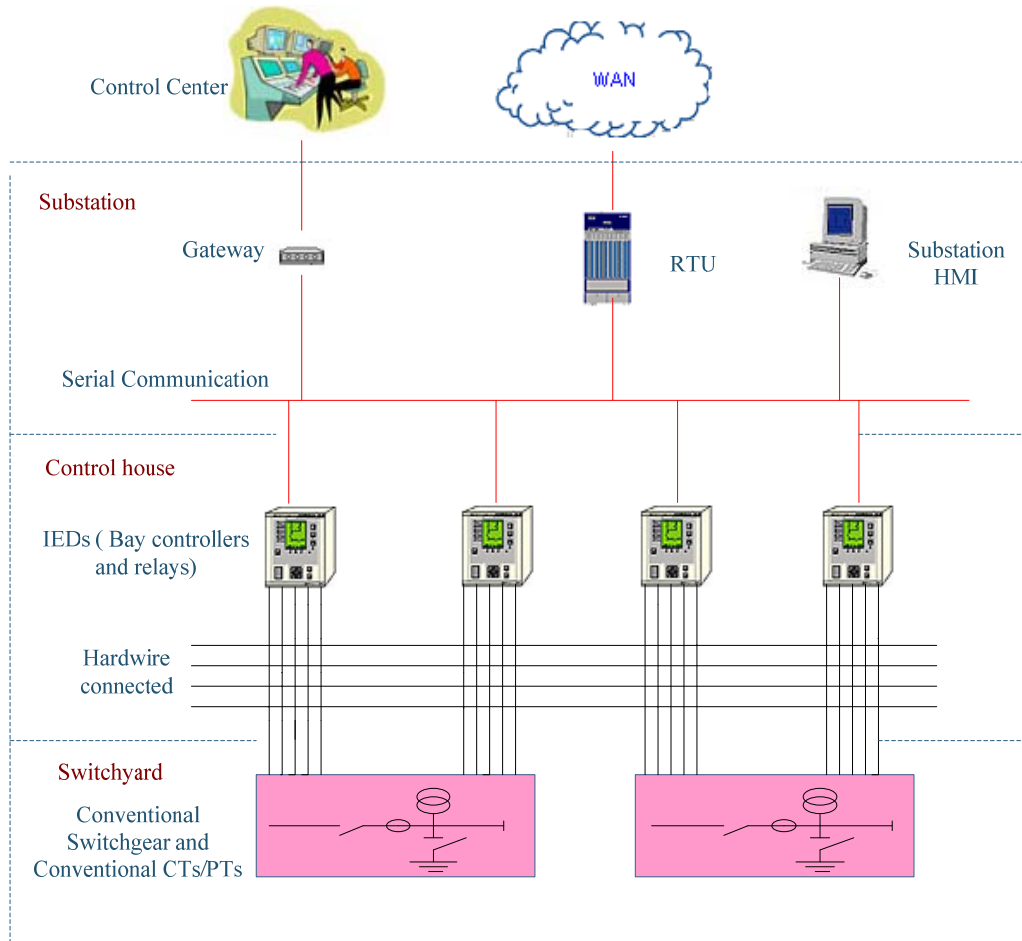 Control Center
WAN
Substation
Gateway
RTU
Substation
HMI
Serial Communication
Control house
IEDs ( Bay controllers
and relays)
Hardwire
connected
Switchyard
Conventional
Switchgear and
Conventional CTs/PTs